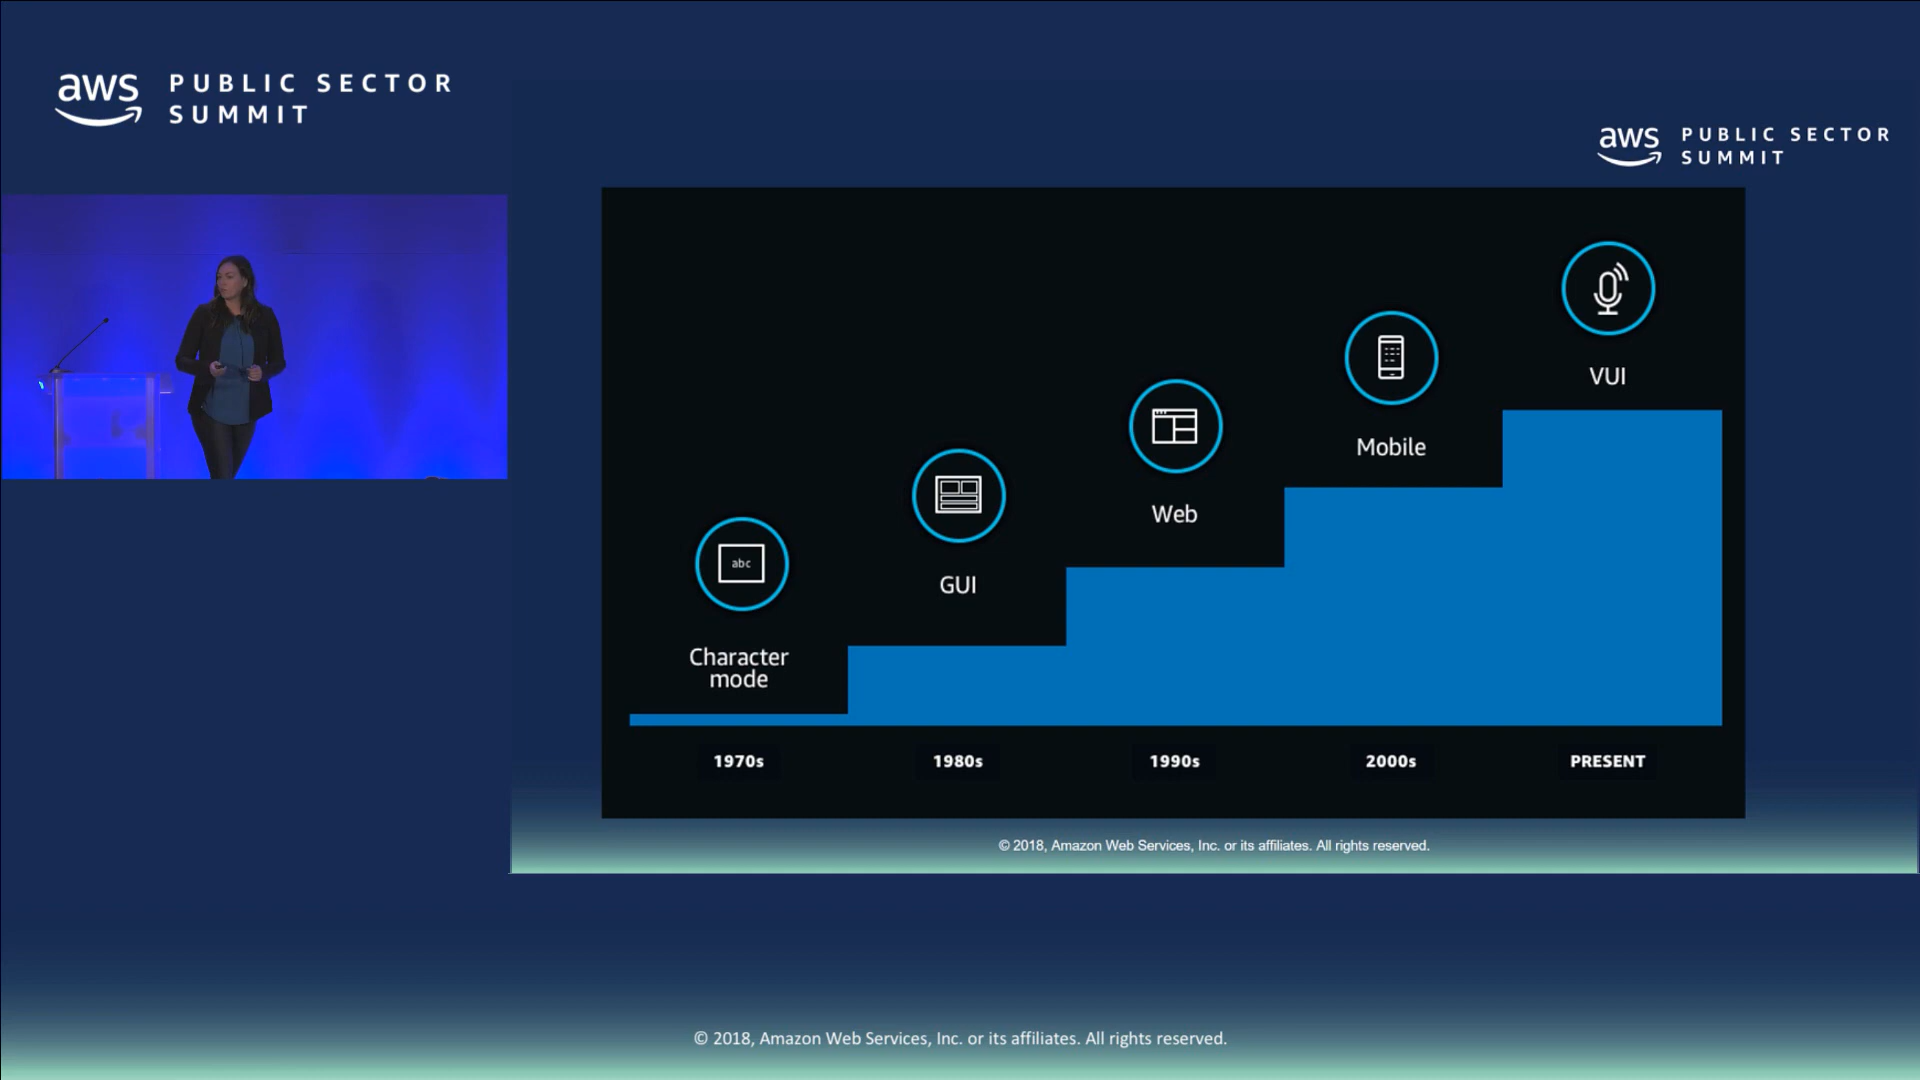 aws PUBLIC SECTOR
SUMMIT
aws PUBLIC SECTOR
SUMMIT
VUI
Mobile
Web
GUI
abc
Character
mode
1970s 1980s 1990s 2000s PRESENT
© 2018, Amazon Web Services, Inc. or its affiliates. All rights reserved.
© 2018, Amazon Web Services, Inc. or its affiliates. All rights reserved.